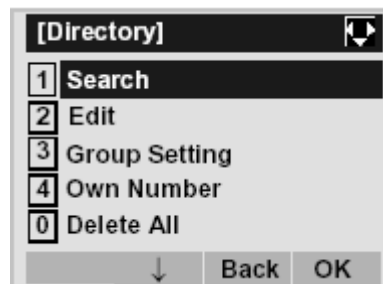 [Directory]
1 Search
2 Edit
3 Group Setting
4 Own Number
0 Delete All
↓ Back OK